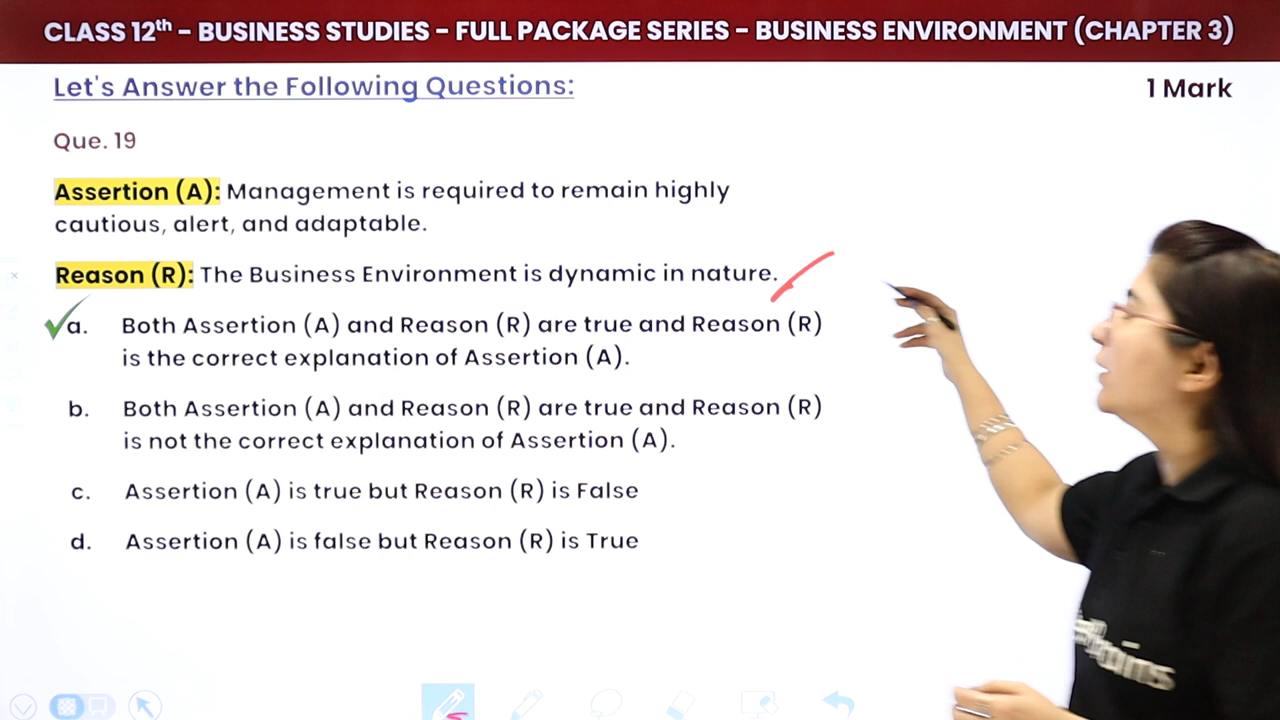 CLASS 12th – BUSINESS STUDIES – FULL PACKAGE SERIES – BUSINESS ENVIRONMENT (CHAPTER 3)
Let's Answer the Following Questions:
1 Mark
Que. 19
Assertion (A): Management is required to remain highly
cautious, alert, and adaptable.
Reason (R): The Business Environment is dynamic in nature.
a. Both Assertion (A) and Reason (R) are true and Reason (R)
is the correct explanation of Assertion (A).
b. Both Assertion (A) and Reason (R) are true and Reason (R)
is not the correct explanation of Assertion (A).
c. Assertion (A) is true but Reason (R) is False
d. Assertion (A) is false but Reason (R) is True